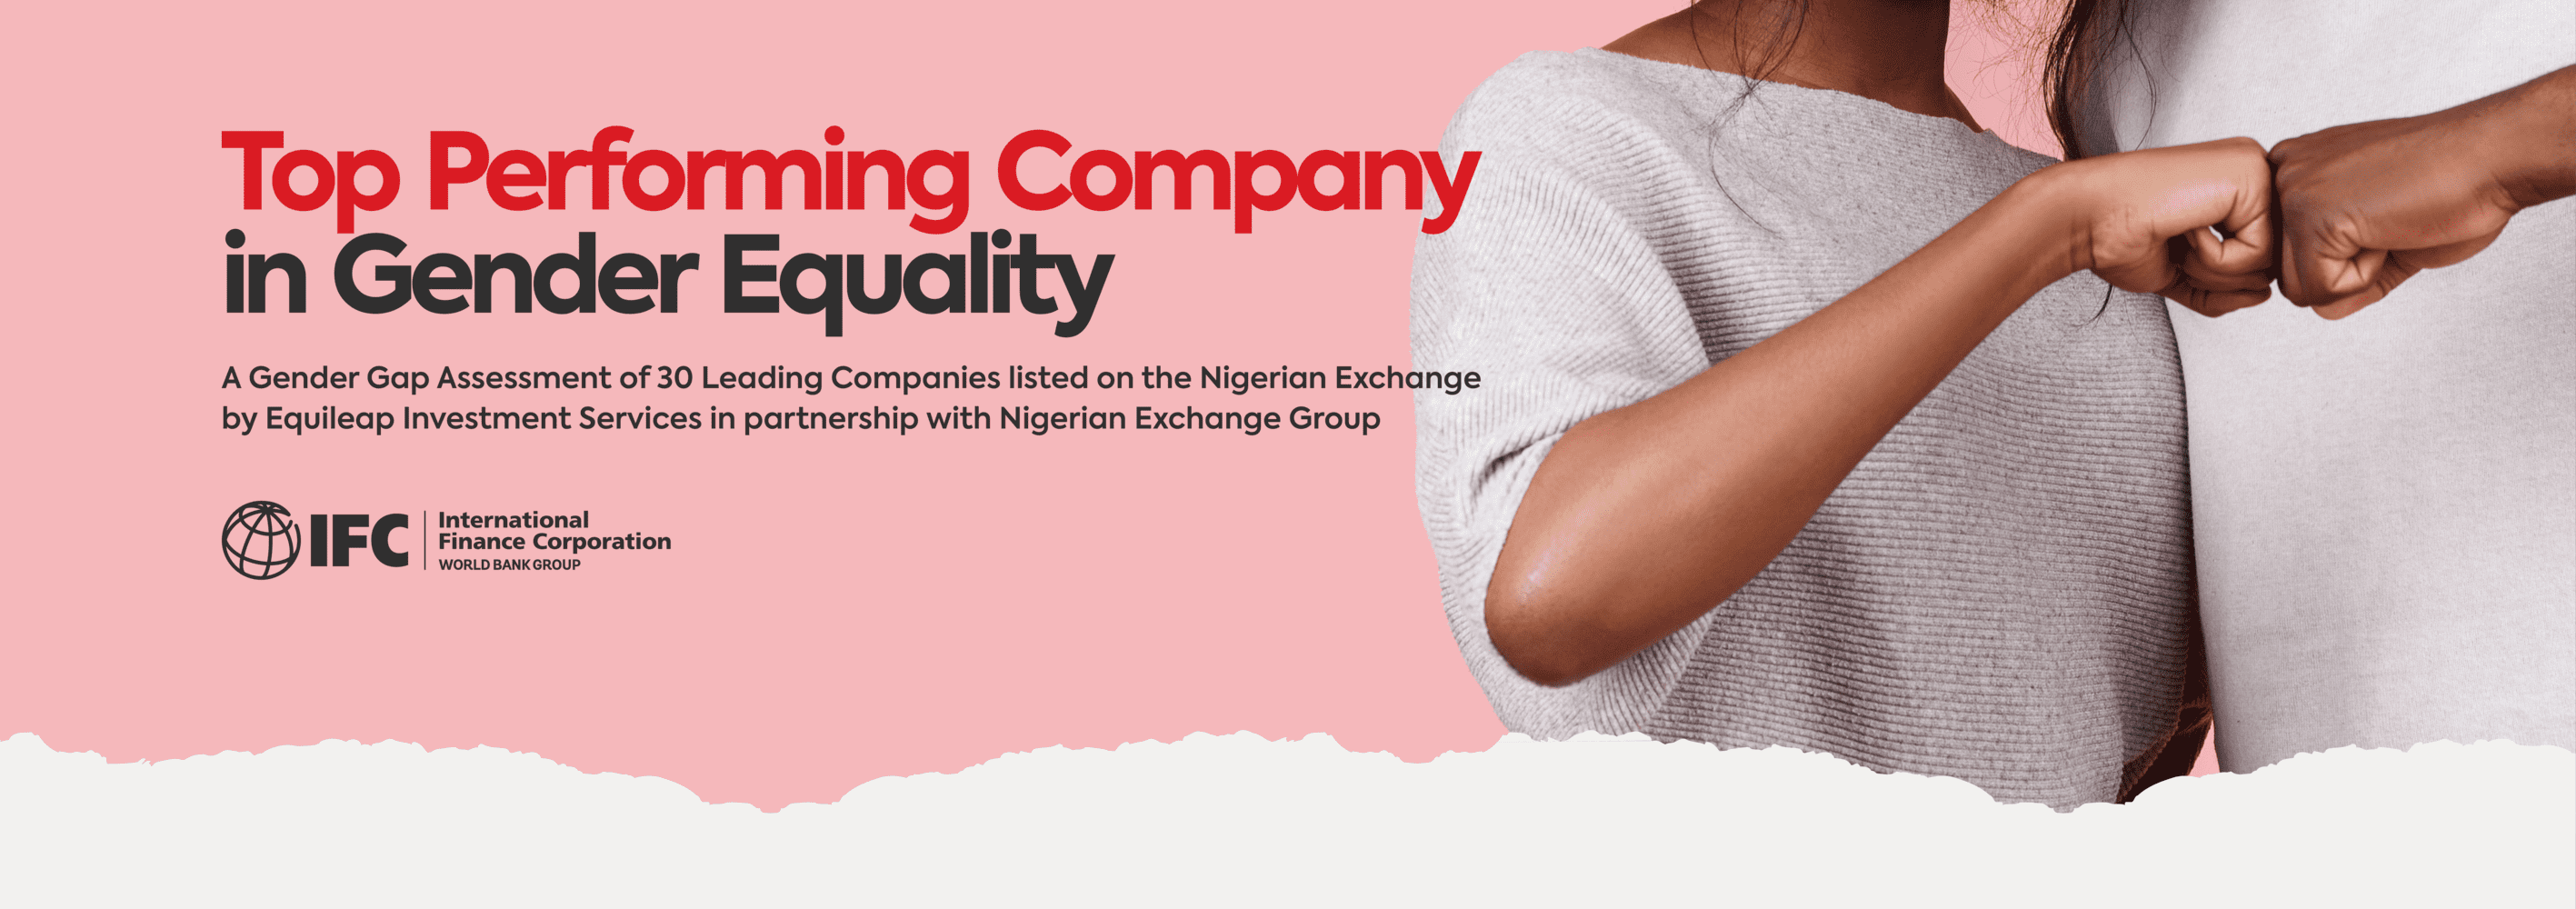 Top Performing Company
in Gender Equality
A Gender Gap Assessment of 30 Leading Companies listed on the Nigerian Exchange
by Equileap Investment Services in partnership with Nigerian Exchange Group
IFC
International
Finance Corporation
WORLD BANK GROUP